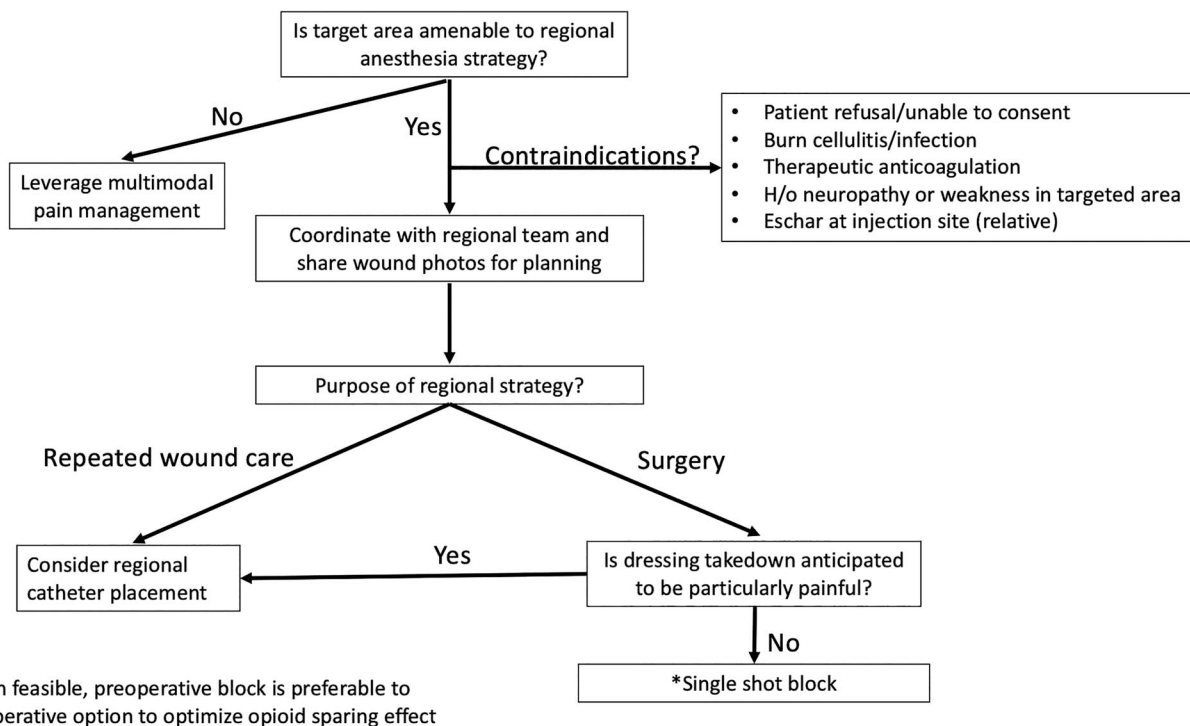 Is target area amenable to regional
anesthesia strategy?
No
Yes
Contraindications?
• Patient refusal/unable to consent
• Burn cellulitis/infection
• Therapeutic anticoagulation
• H/o neuropathy or weakness in targeted area
• Eschar at injection site (relative)
Leverage multimodal
pain management
Coordinate with regional team and
share wound photos for planning
Purpose of regional strategy?
Repeated wound care
Surgery
Consider regional
catheter placement
Yes
Is dressing takedown anticipated
to be particularly painful?
No
*Single shot block
feasible, preoperative block is preferable to
option to optimize opioid sparing effect